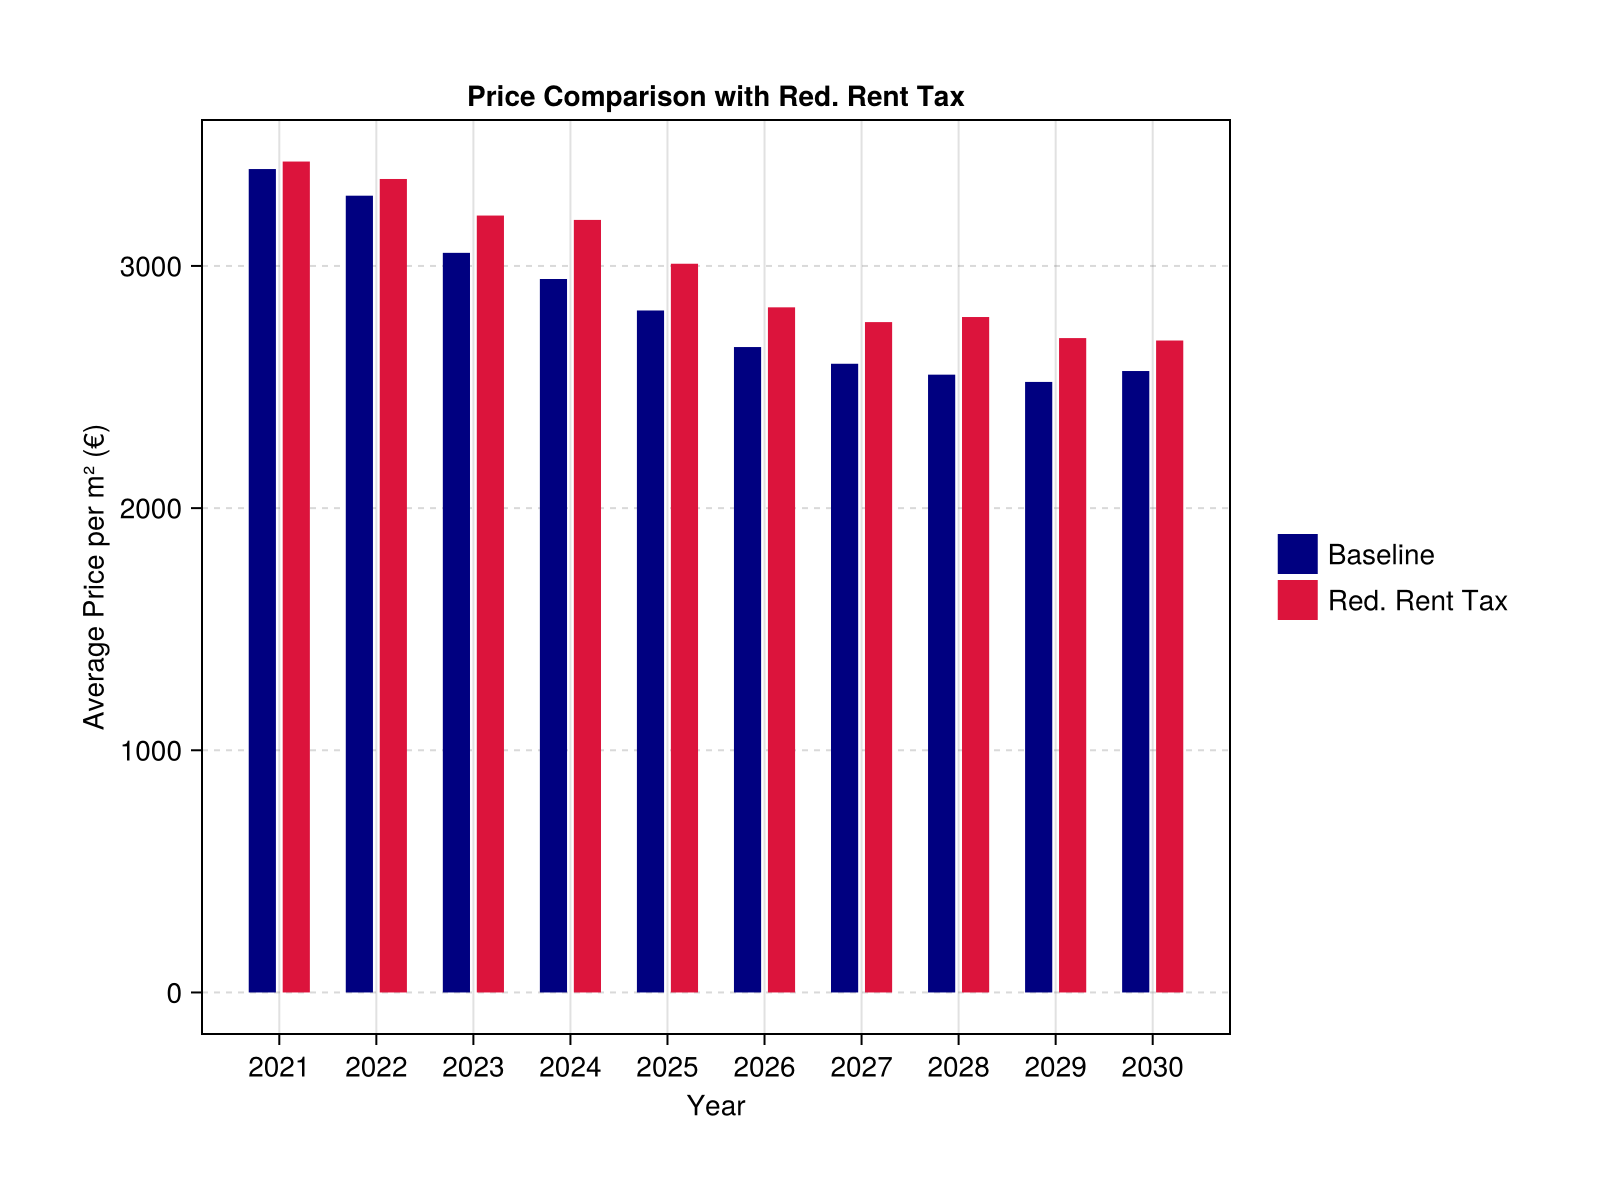 Price Comparison with Red. Rent Tax
Average Price per m² (€)
3000
2000
1000
0
2021 2022 2023 2024 2025 2026 2027 2028 2029 2030
Year
Baseline
Red. Rent Tax